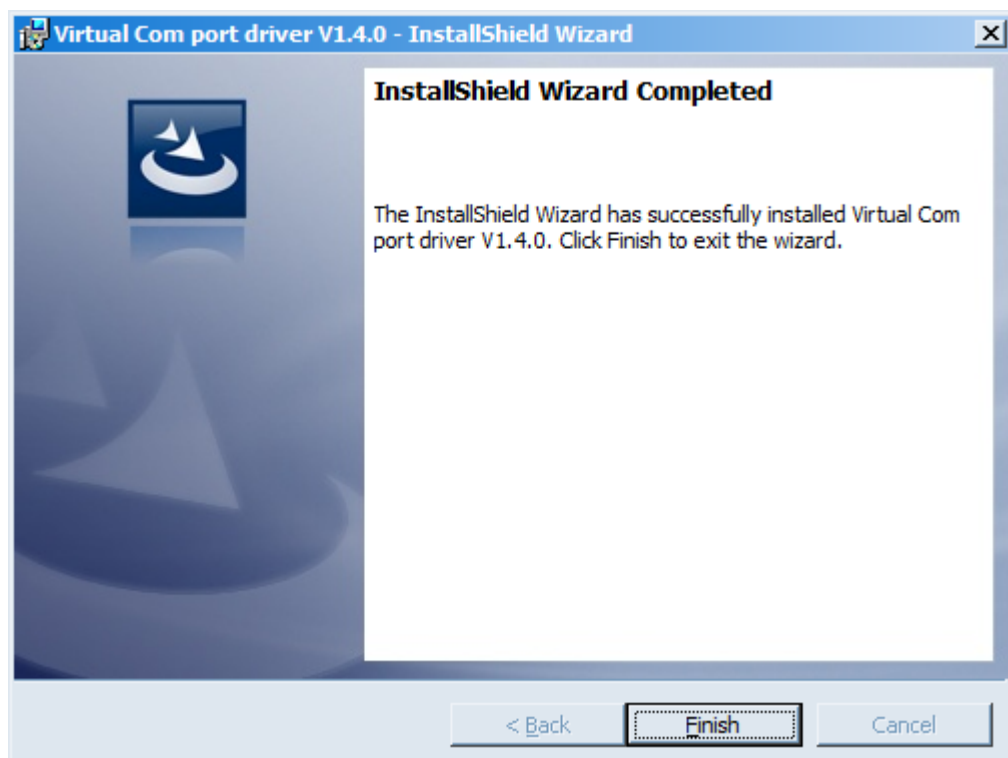 Virtual Com port driver V1.4.0 - InstallShield Wizard
InstallShield Wizard Completed
The InstallShield Wizard has successfully installed Virtual Com
port driver V1.4.0. Click Finish to exit the wizard.
< Back
Finish
Cancel